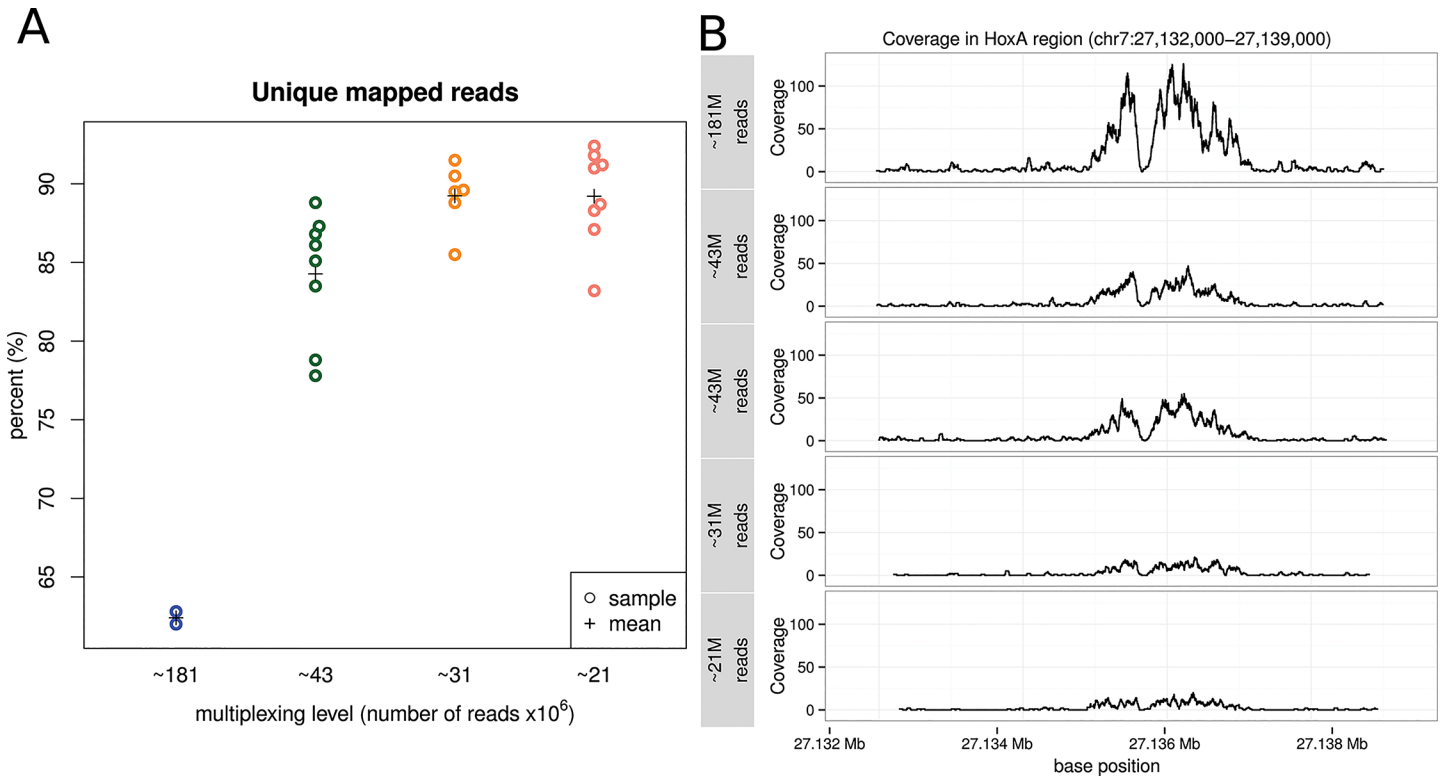 A
Unique mapped reads
90
85
80
75
70
65
percent (%)
sample
mean
~181
~43
~31
~21
multiplexing level (number of reads x10⁶)
B
Coverage in HoxA region (chr7:27,132,000–27,139,000)
~181M
reads
Coverage
100
50
0
~43M
reads
Coverage
100
50
0
~43M
reads
Coverage
100
50
0
~31M
reads
Coverage
100
50
0
~21M
reads
Coverage
100
50
0
27.132 Mb
27.134 Mb
27.136 Mb
27.138 Mb
base position